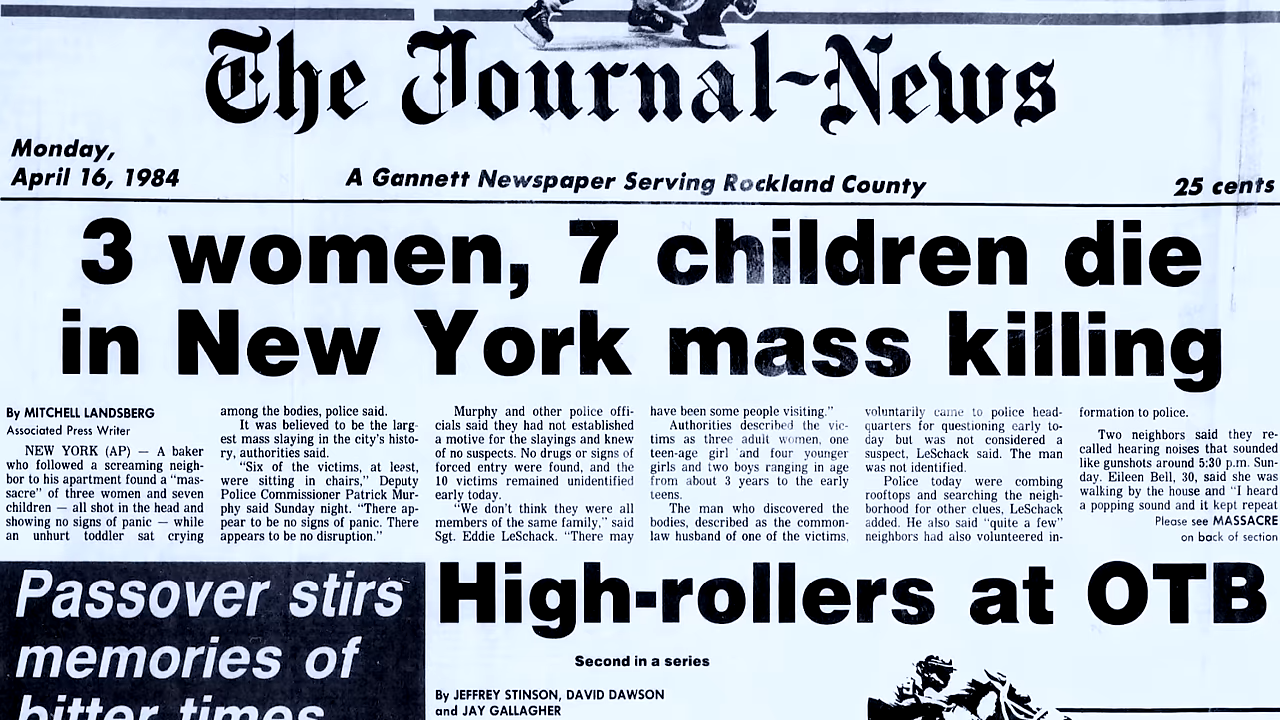 The Journal-News
Monday,
April 16, 1984
A Gannett Newspaper Serving Rockland County
25 cents
3 women, 7 children die
in New York mass killing
By MITCHELL LANDSBERG
Associated Press Writer
NEW YORK (AP) — A baker
who followed a screaming neigh-
bor to his apartment found a "mas-
sacre" of three women and seven
children — all shot in the head and
showing no signs of panic — while
an unhurt toddler sat crying
among the bodies, police said.
It was believed to be the larg-
est mass slaying in the city's histo-
ry, authorities said.
"Six of the victims, at least,
were sitting in chairs," Deputy
Police Commissioner Patrick Mur-
phy said Sunday night. "There ap-
pear to be no signs of panic. There
appears to be no disruption."
Murphy and other police offi-
cials said they had not established
a motive for the slayings and knew
of no suspects. No drugs or signs of
forced entry were found, and the
10 victims remained unidentified
early today.
"We don't think they were all
members of the same family," said
Sgt. Eddie LeSchack. "There may
have been some people visiting."
Authorities described the vic-
tims as three adult women, one
teen-age girl and four younger
girls and two boys ranging in age
from about 3 years to the early
teens.
The man who discovered the
bodies, described as the common-
law husband of one of the victims,
voluntarily came to police head-
quarters for questioning early to-
day but was not considered a
suspect, LeSchack said. The man
was not identified.
Police today were combing
rooftops and searching the neigh-
borhood for other clues, LeSchack
added. He also said "quite a few"
neighbors had also volunteered in-
formation to police.
Two neighbors said they re-
called hearing noises that sounded
like gunshots around 5:30 p.m. Sun-
day. Eileen Bell, 30, said she was
walking by the house and "I heard
a popping sound and it kept repeat
Please see MASSACRE
on back of section
Passover stirs
memories of
bitter times
High-rollers at OTB
Second in a series
By JEFFREY STINSON, DAVID DAWSON
and JAY GALLAGHER